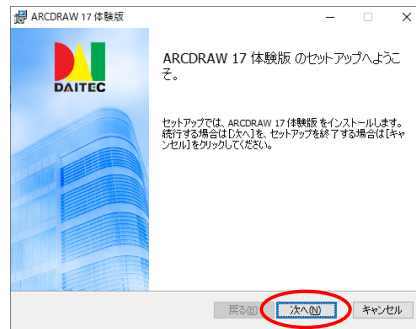 ARCDRAW 17 体験版
DAITEC
ARCDRAW 17 体験版 のセットアップへようこ
そ。
セットアップでは、ARCDRAW 17 体験版 をインストールします。
続行する場合は[次へ]を、セットアップを終了する場合は[キャ
ンセル]をクリックしてください。
戻る(B) 次へ(N) キャンセル